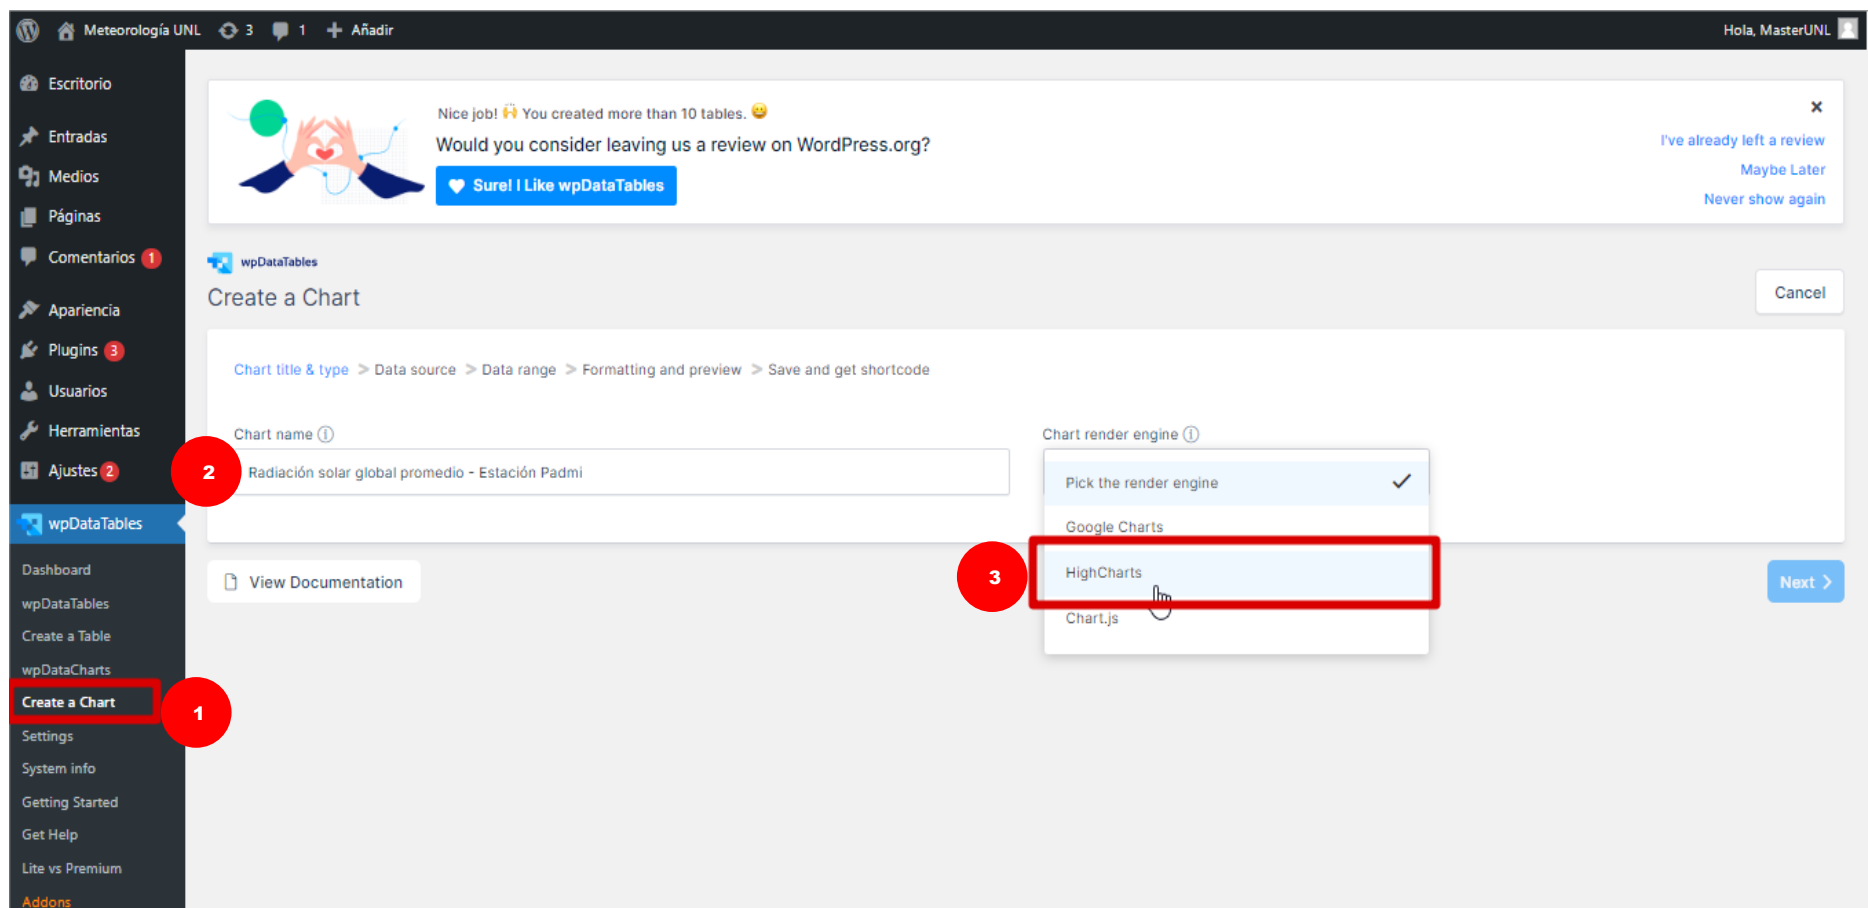 Meteorología UNL 3 1 Añadir
Hola, MasterUNL
Escritorio
Entradas
Medios
Páginas
Comentarios 1
Apariencia
Plugins 3
Usuarios
Herramientas
Ajustes 2
wpDataTables
Dashboard
wpDataTables
Create a Table
wpDataCharts
Create a Chart
1
Settings
System info
Getting Started
Get Help
Lite vs Premium
Addons
Nice job! 🙌 You created more than 10 tables. 😀
Would you consider leaving us a review on WordPress.org?
Sure! I Like wpDataTables
I've already left a review
Maybe Later
Never show again
wpDataTables
Create a Chart
Cancel
Chart title & type > Data source > Data range > Formatting and preview > Save and get shortcode
Chart name
2
Radiación solar global promedio - Estación Padmi
Chart render engine
Pick the render engine
Google Charts
3
HighCharts
Chart.js
View Documentation
Next